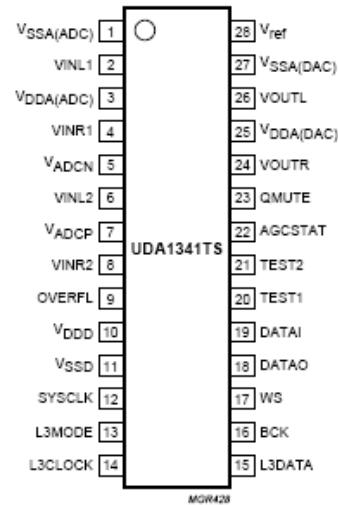 VSSA(ADC) 1 28 Vref
VINL1 2 27 VSSA(DAC)
VDDA(ADC) 3 26 VOUTL
VINR1 4 25 VDDA(DAC)
VADCN 5 24 VOUTR
VINL2 6 23 QMUTE
VADCP 7 22 AGCSTAT
UDA1341TS
VINR2 8 21 TEST2
OVERFL 9 20 TEST1
VDDD 10 19 DATAI
VSSD 11 18 DATAO
SYSCLK 12 17 WS
L3MODE 13 16 BCK
L3CLOCK 14 15 L3DATA
MGR428